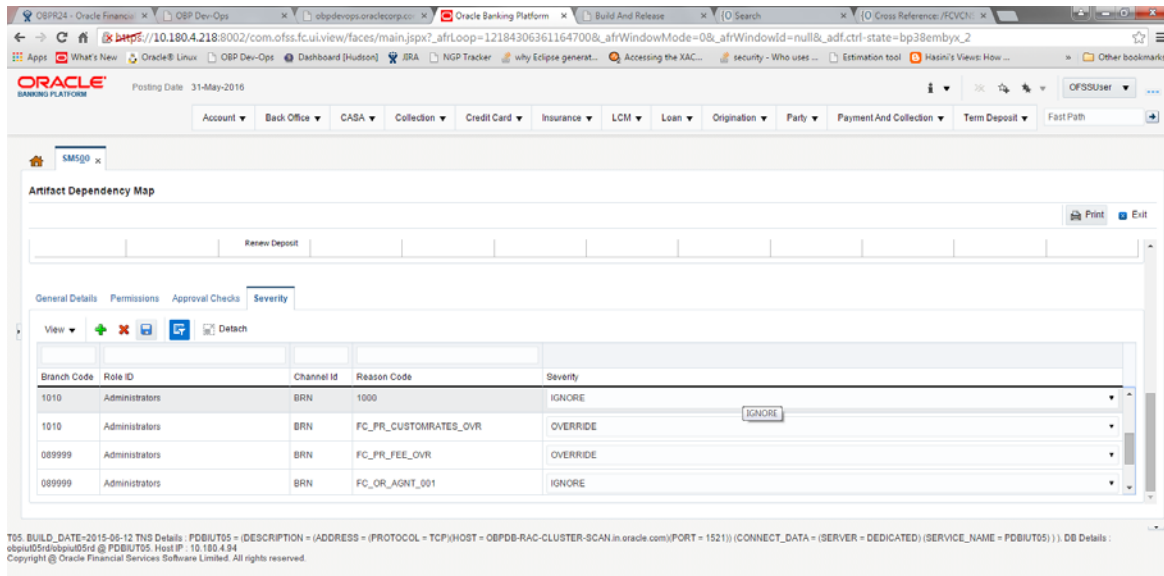 OBPR24 - Oracle Financi: × OBP Dev-Ops × obpdevops.oraclecorp.co: × Oracle Banking Platform × Build And Release × {O Search × {O Cross Reference: /FCVCN: ×
https://10.180.4.218:8002/com.ofss.fc.ui.view/faces/main.jspx?_afrLoop=12184306361164700&_afrWindowMode=0&_afrWindowId=null&_adf.ctrl-state=bp38embyx_2
Apps What's New Oracle® Linux OBP Dev-Ops Dashboard [Hudson] JIRA NGP Tracker why Eclipse generat... Accessing the XAC... security - Who uses ... Estimation tool Hasini's Views: How ... » Other bookmarks
ORACLE
BANKING PLATFORM
Posting Date 31-May-2016
OFSSUser
Account Back Office CASA Collection Credit Card Insurance LCM Loan Origination Party Payment And Collection Term Deposit Fast Path
SM500 ×
Artifact Dependency Map
Print Exit
Renew Deposit
General Details Permissions Approval Checks Severity
View Detach
Branch Code Role ID Channel Id Reason Code Severity
1010 Administrators BRN 1000 IGNORE
IGNORE
1010 Administrators BRN FC_PR_CUSTOMRATES_OVR OVERRIDE
089999 Administrators BRN FC_PR_FEE_OVR OVERRIDE
089999 Administrators BRN FC_OR_AGNT_001 IGNORE
T05. BUILD_DATE=2015-06-12 TNS Details : PDBIUT05 = (DESCRIPTION = (ADDRESS = (PROTOCOL = TCP)(HOST = OBPDB-RAC-CLUSTER-SCAN.in.oracle.com)(PORT = 1521)) (CONNECT_DATA = (SERVER = DEDICATED) (SERVICE_NAME = PDBIUT05) ) ). DB Details :
obpiut05rd/obpiut05rd @ PDBIUT05. Host IP : 10.180.4.94
Copyright @ Oracle Financial Services Software Limited. All rights reserved.